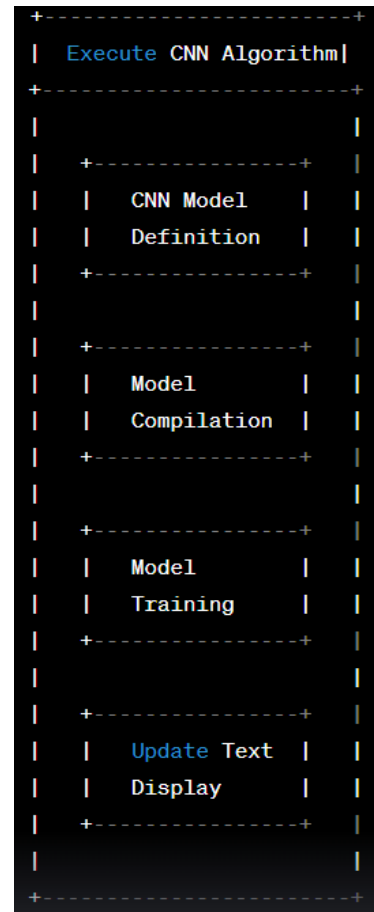 +------------------------+
|  Execute CNN Algorithm|
+------------------------+
|                        |
|   +----------------+   |
|   |   CNN Model    |   |
|   |   Definition   |   |
|   +----------------+   |
|                        |
|   +----------------+   |
|   |   Model        |   |
|   |   Compilation  |   |
|   +----------------+   |
|                        |
|   +----------------+   |
|   |   Model        |   |
|   |   Training     |   |
|   +----------------+   |
|                        |
|   +----------------+   |
|   |   Update Text  |   |
|   |   Display      |   |
|   +----------------+   |
|                        |
+------------------------+